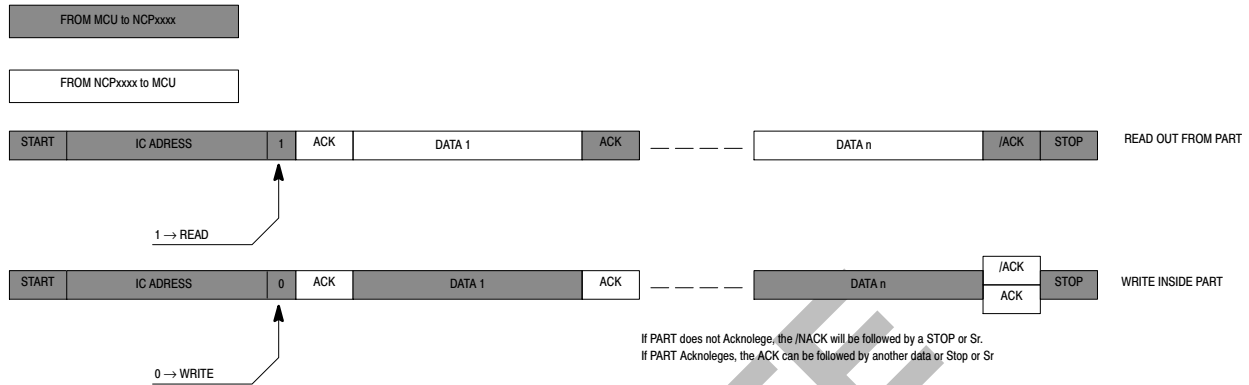 FROM MCU to NCPxxxx
FROM NCPxxxx to MCU
START IC ADRESS 1 ACK DATA 1 ACK DATA n /ACK STOP READ OUT FROM PART
1 → READ
START IC ADRESS 0 ACK DATA 1 ACK DATA n /ACK ACK STOP WRITE INSIDE PART
If PART does not Acknolege, the /NACK will be followed by a STOP or Sr.
If PART Acknoleges, the ACK can be followed by another data or Stop or Sr
0 → WRITE